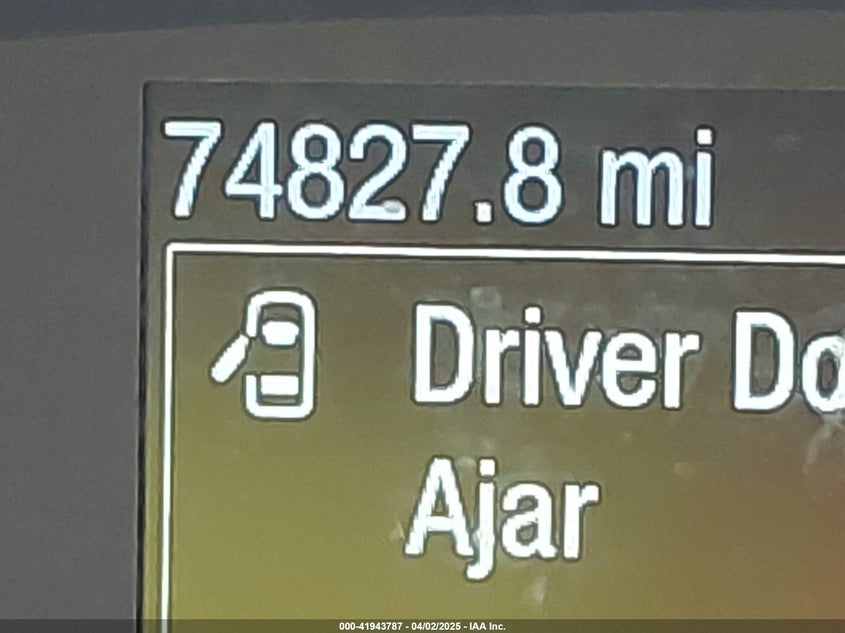 74827.8 mi
Driver Do
Ajar
000-41943787 - 04/02/2025 - IAA Inc.